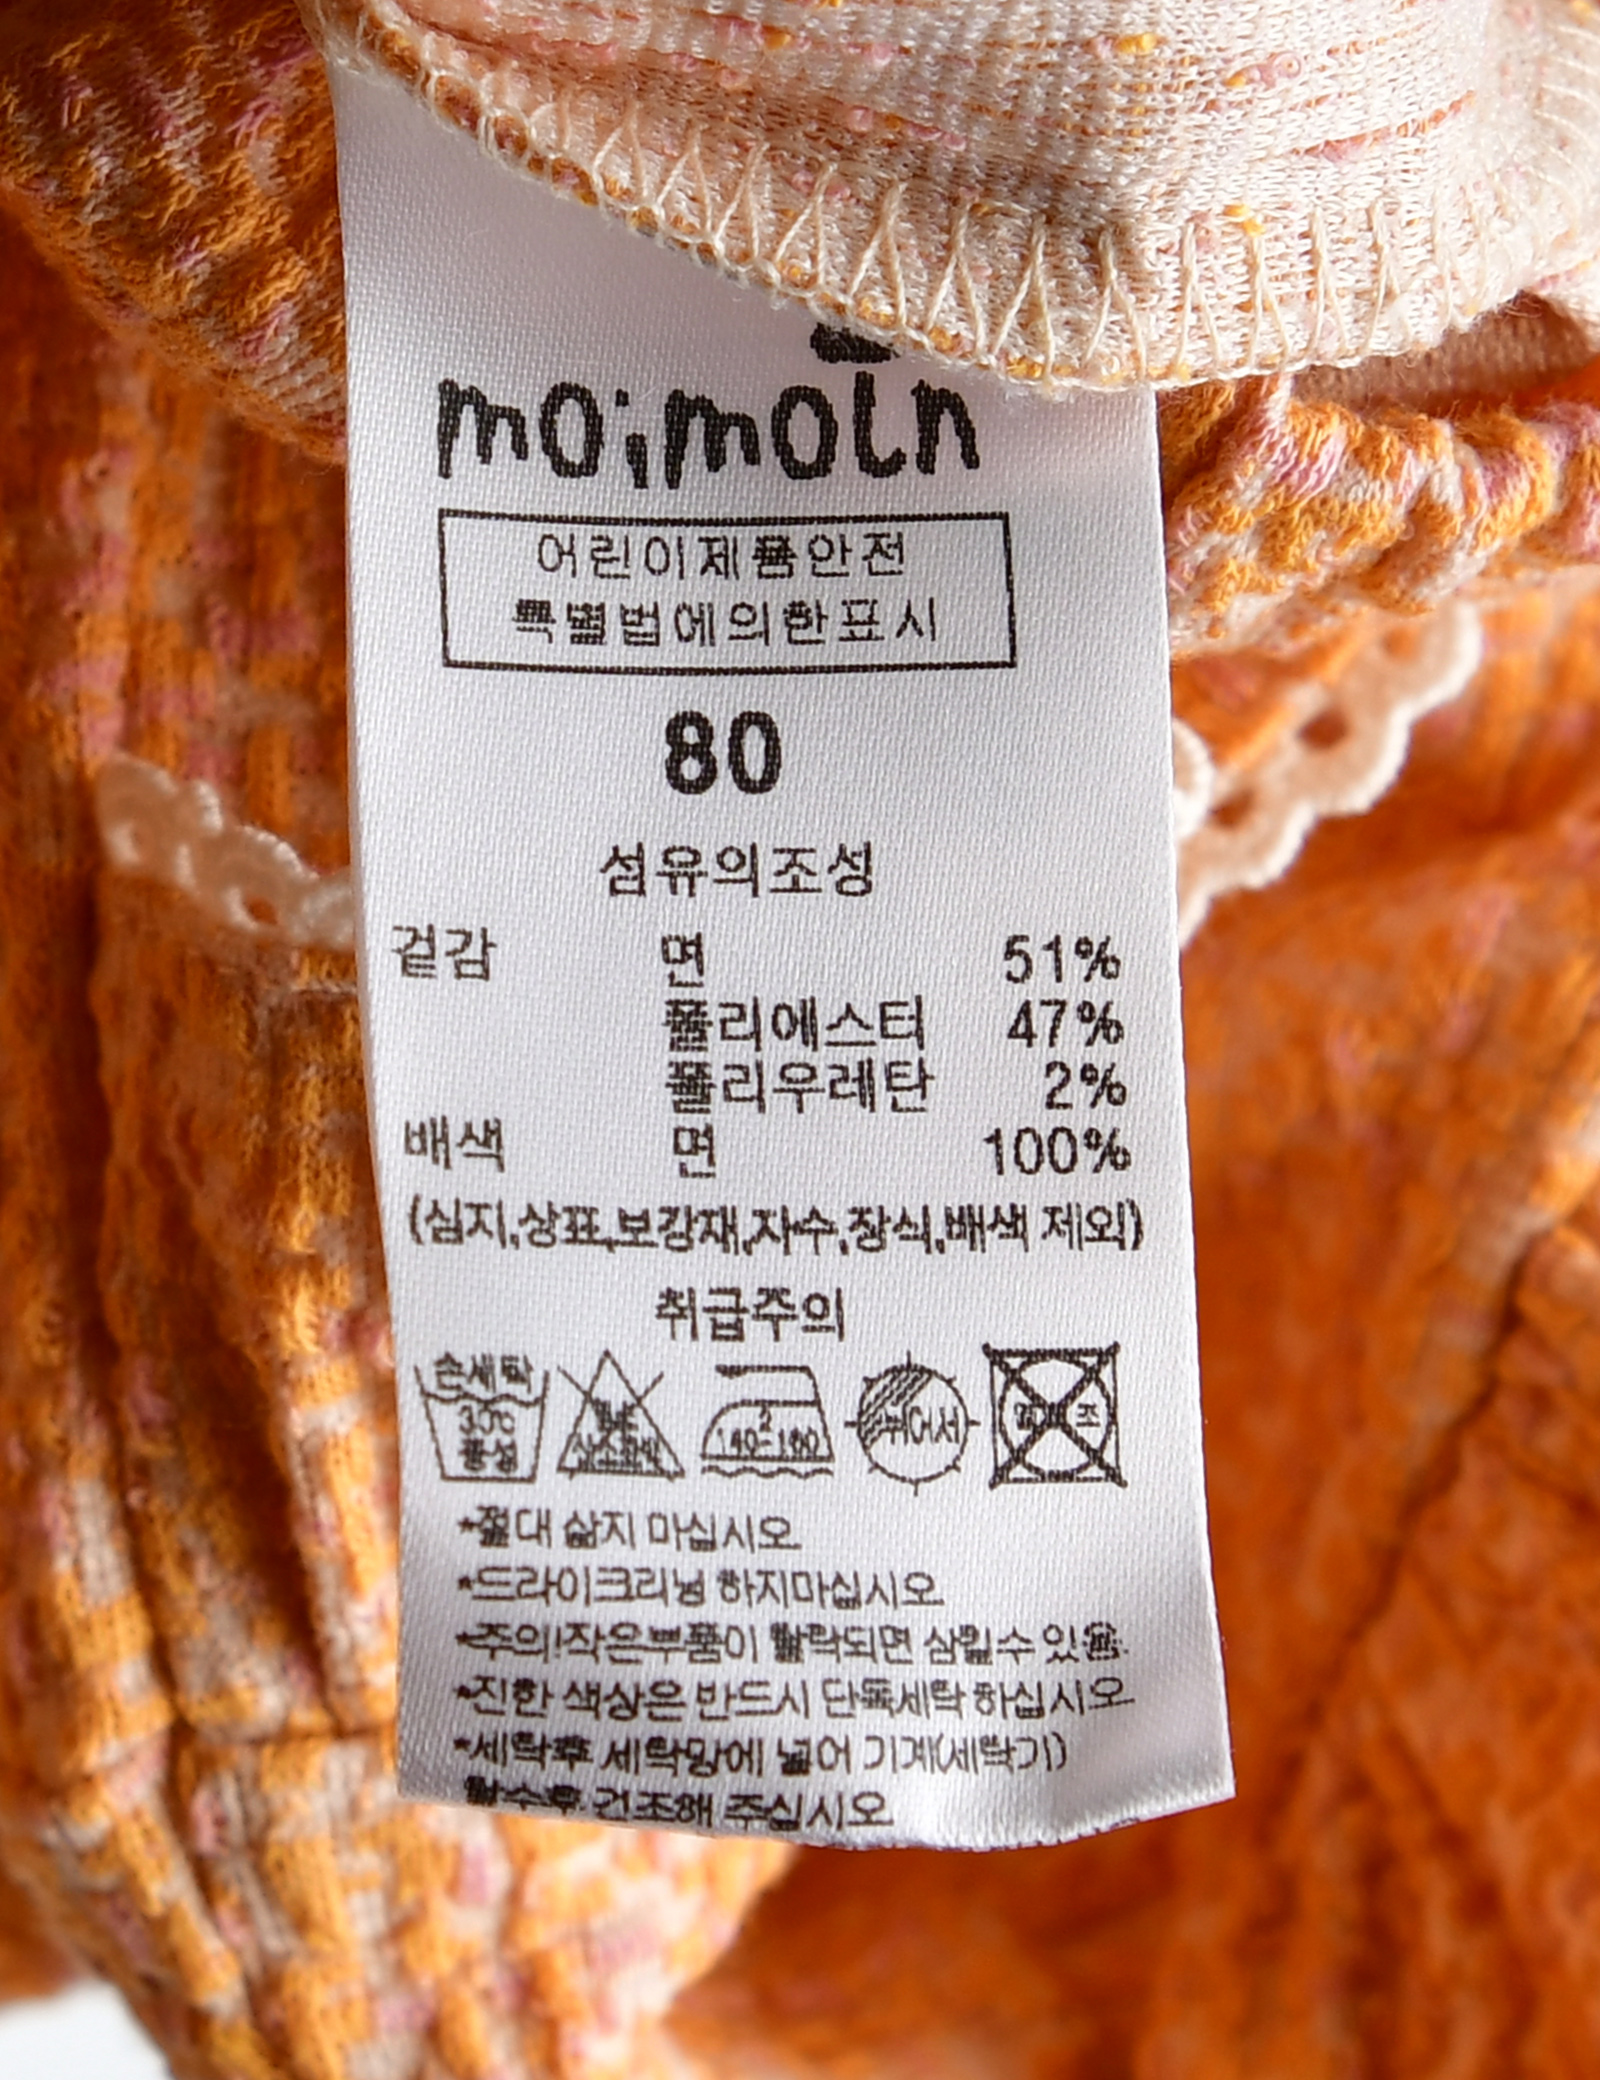 moimoln
어린이제품안전
특별법에의한표시
80
섬유의조성
겉감 면 51%
폴리에스터 47%
폴리우레탄 2%
배색 면 100%
(심지,상표,보강재,자수,장식,배색 제외)
취급주의
손세탁 30℃ 중성
염소표백
2 140~160
뉘어서
*절대 삶지 마십시오
*드라이크리닝 하지마십시오
*주의!작은부품이 탈락되면 삼킬수 있음.
*진한 색상은 반드시 단독세탁 하십시오
*세탁후 세탁망에 넣어 기계(세탁기)
탈수후 건조해 주십시오